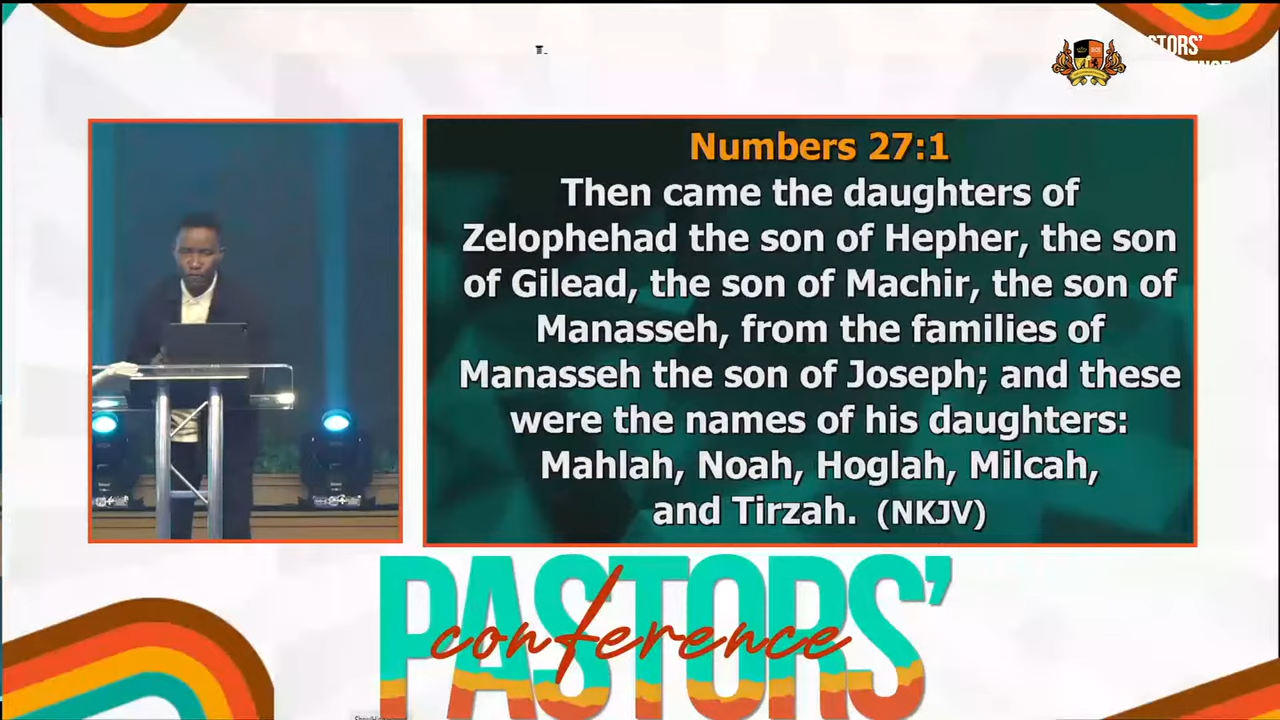 PASTORS'
Numbers 27:1
Then came the daughters of
Zelophehad the son of Hepher, the son
of Gilead, the son of Machir, the son of
Manasseh, from the families of
Manasseh the son of Joseph; and these
were the names of his daughters:
Mahlah, Noah, Hoglah, Milcah,
and Tirzah. (NKJV)
PASTORS'
conference